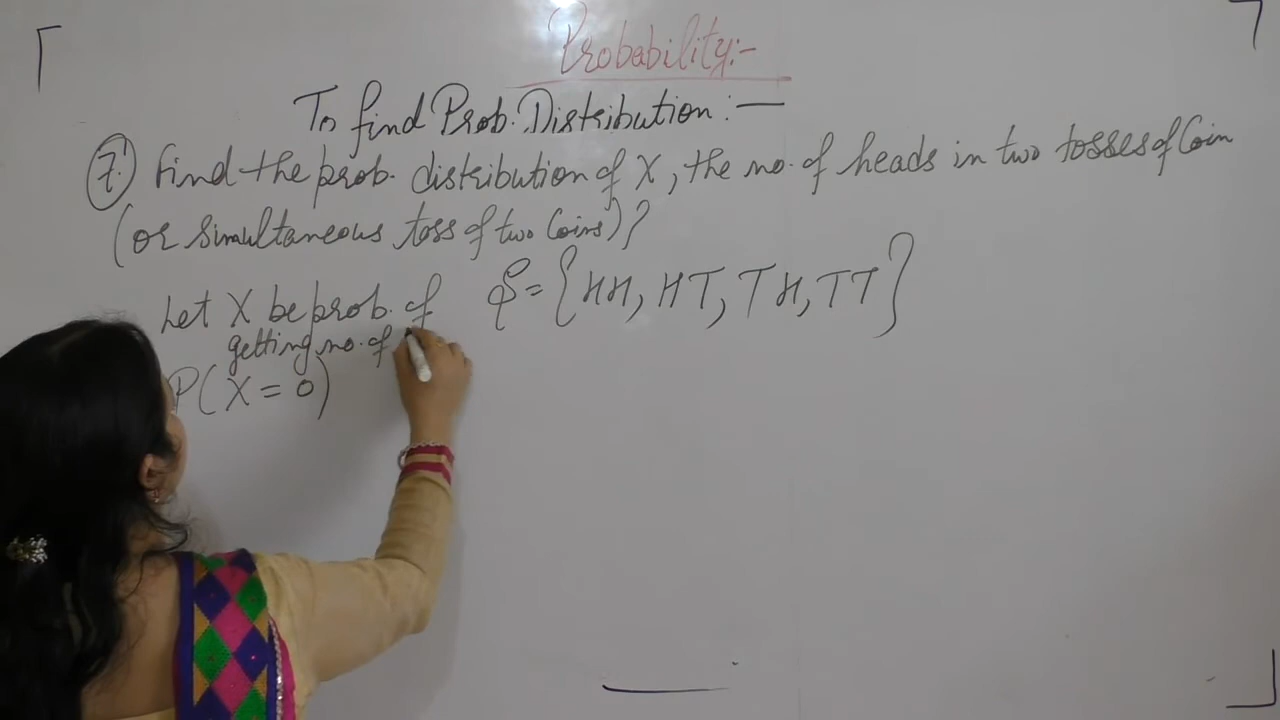 Probability:-
To find Prob. Distribution:-
7. Find the prob. distribution of X, the no. of heads in two tosses of Coin
(or simultaneous toss of two Coins)?
Let X be prob. of
getting no. of
S = {HH, HT, TH, TT}
P(X = 0)